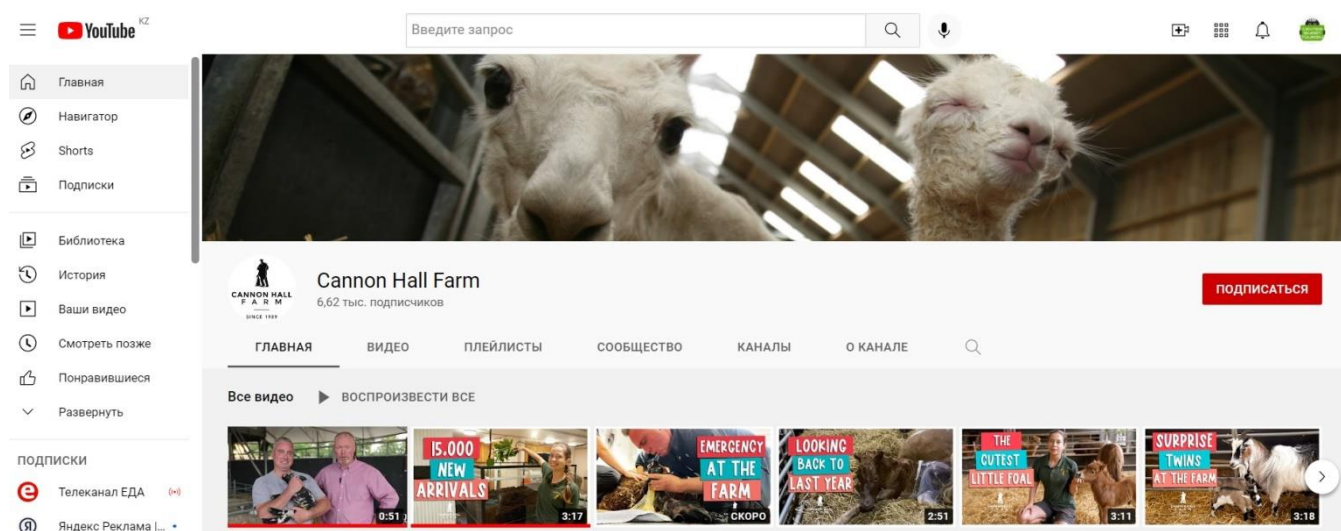 YouTube KZ
Введите запрос
Главная
Навигатор
Shorts
Подписки
Библиотека
История
Ваши видео
Смотреть позже
Понравившиеся
Развернуть
ПОДПИСКИ
Телеканал ЕДА
Яндекс Реклама |...
CANNON HALL
FARM
SINCE 1989
Cannon Hall Farm
6,62 тыс. подписчиков
ПОДПИСАТЬСЯ
ГЛАВНАЯ ВИДЕО ПЛЕЙЛИСТЫ СООБЩЕСТВО КАНАЛЫ О КАНАЛЕ
Все видео ВОСПРОИЗВЕСТИ ВСЕ
0:51
15.000
NEW
ARRIVALS
3:17
EMERGENCY
AT THE
FARM
СКОРО
LOOKING
BACK TO
LAST YEAR
2:51
THE
CUTEST
LITTLE FOAL
3:11
SURPRISE
TWINS
AT THE FARM
3:18